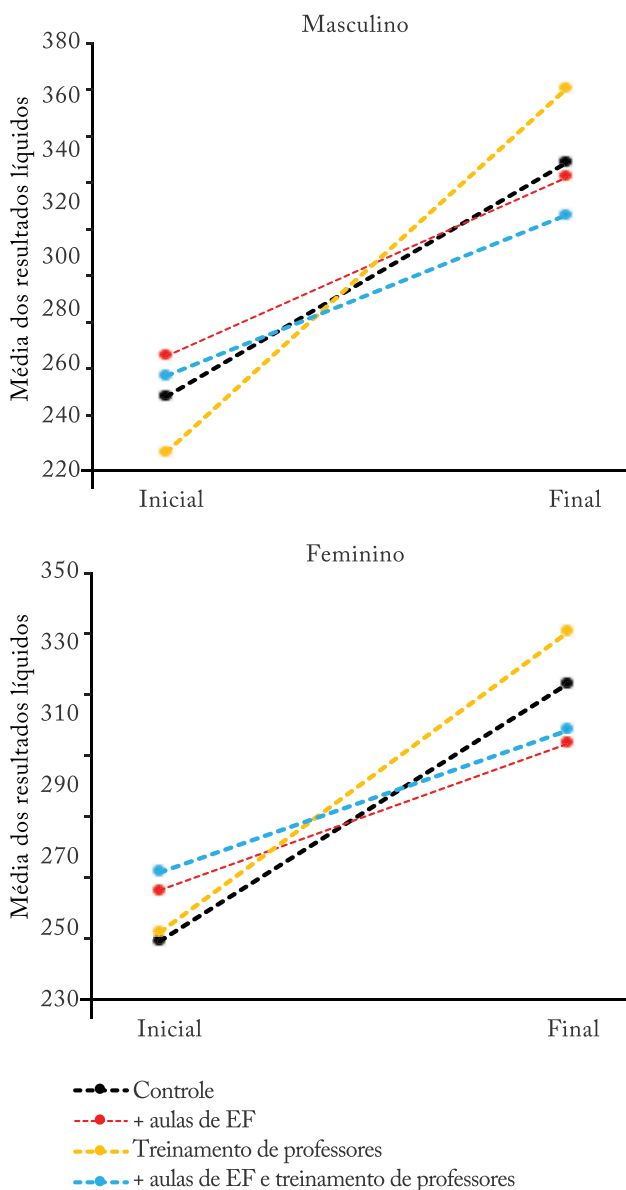 Masculino
Média dos resultados líquidos
380
360
340
320
300
280
260
240
220
Inicial Final
Feminino
Média dos resultados líquidos
350
330
310
290
270
250
230
Inicial Final
Controle
+ aulas de EF
Treinamento de professores
+ aulas de EF e treinamento de professores